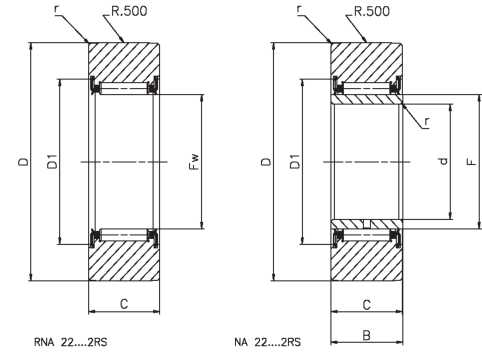 r
R.500
D
D1
Fw
C
RNA 22....2RS
r
R.500
D
D1
r
d
F
C
B
NA 22....2RS